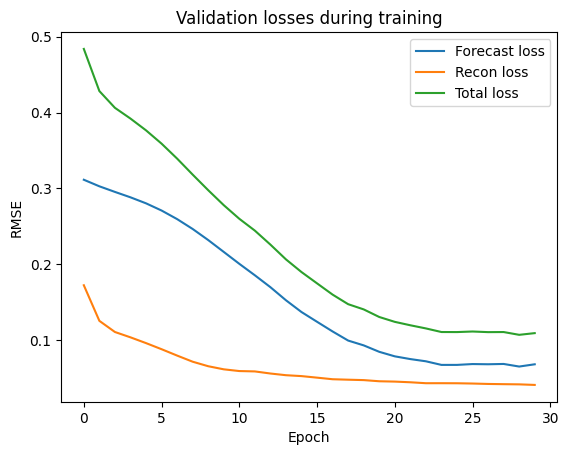 Validation losses during training
0.5
0.4
0.3
0.2
0.1
RMSE
Forecast loss
Recon loss
Total loss
0 5 10 15 20 25 30
Epoch